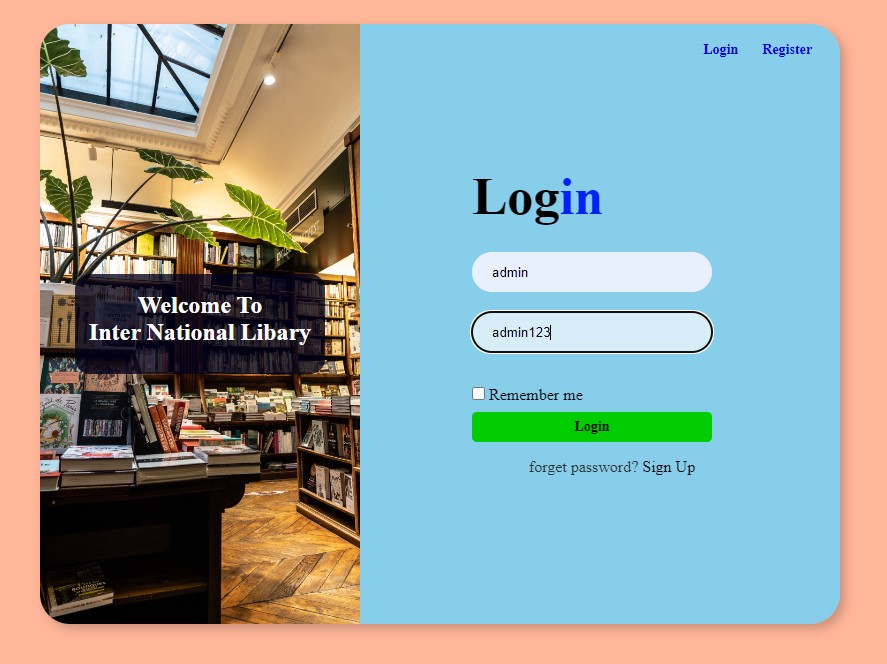 Login Register
Welcome To
Inter National Libary
Login
admin
admin123
Remember me
Login
forget password? Sign Up